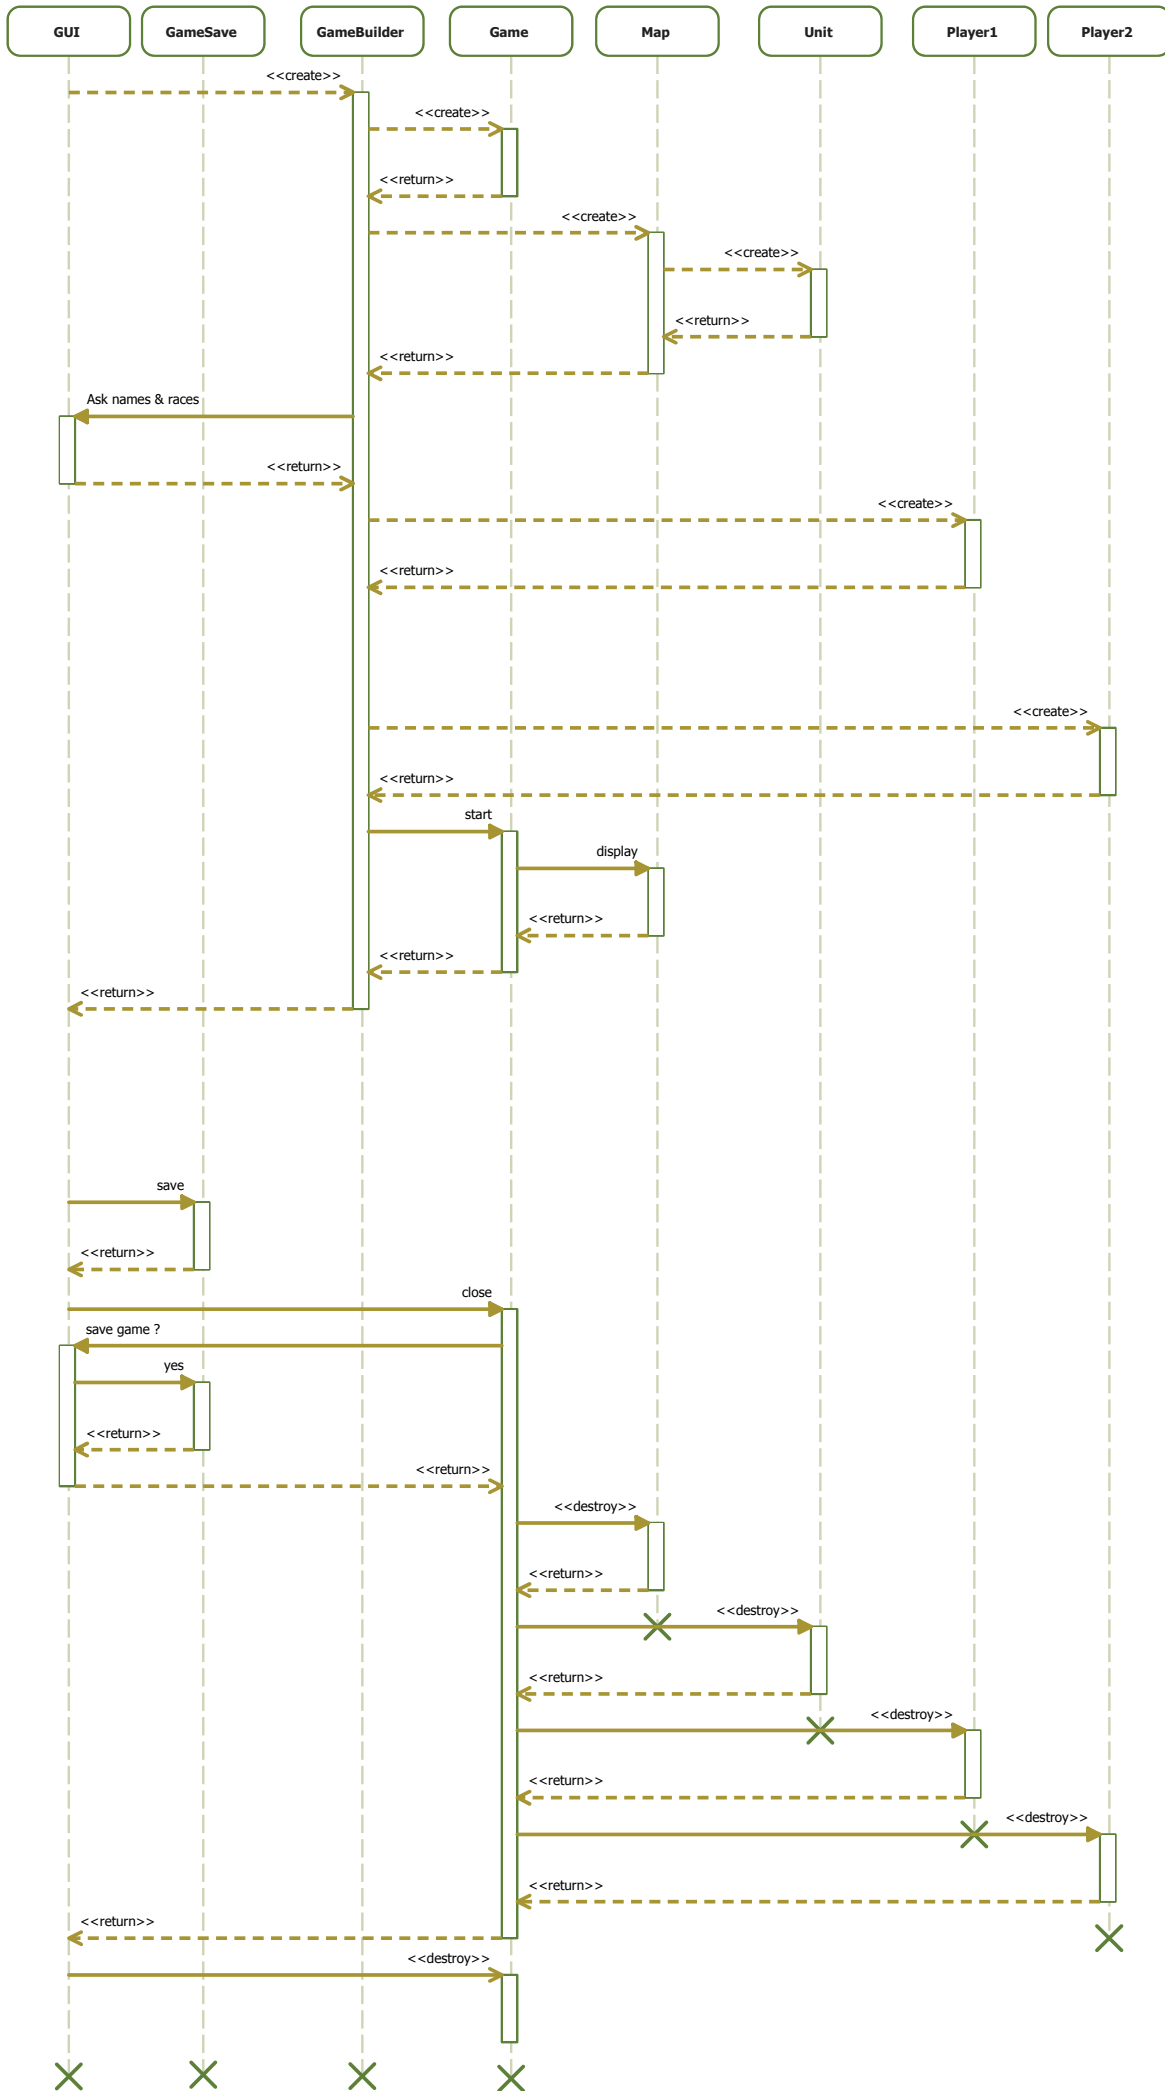 GUI GameSave GameBuilder Game Map Unit Player1 Player2
<<create>>
<<create>>
<<return>>
<<create>>
<<create>>
<<return>>
<<return>>
Ask names & races
<<return>>
<<create>>
<<return>>
<<create>>
<<return>>
start
display
<<return>>
<<return>>
<<return>>
save
<<return>>
close
save game ?
yes
<<return>>
<<return>>
<<destroy>>
<<return>>
<<destroy>>
<<return>>
<<destroy>>
<<return>>
<<destroy>>
<<return>>
<<return>>
<<destroy>>